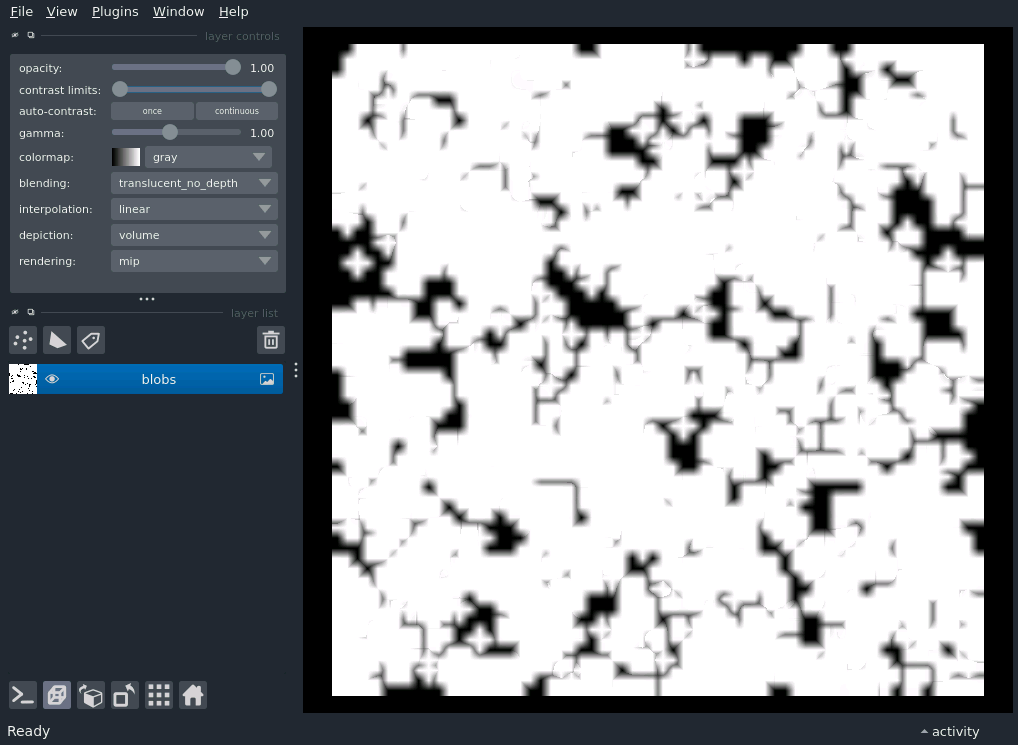 File View Plugins Window Help
layer controls
opacity: 1.00
contrast limits:
auto-contrast: once continuous
gamma: 1.00
colormap: gray
blending: translucent_no_depth
interpolation: linear
depiction: volume
rendering: mip
layer list
blobs
Ready activity